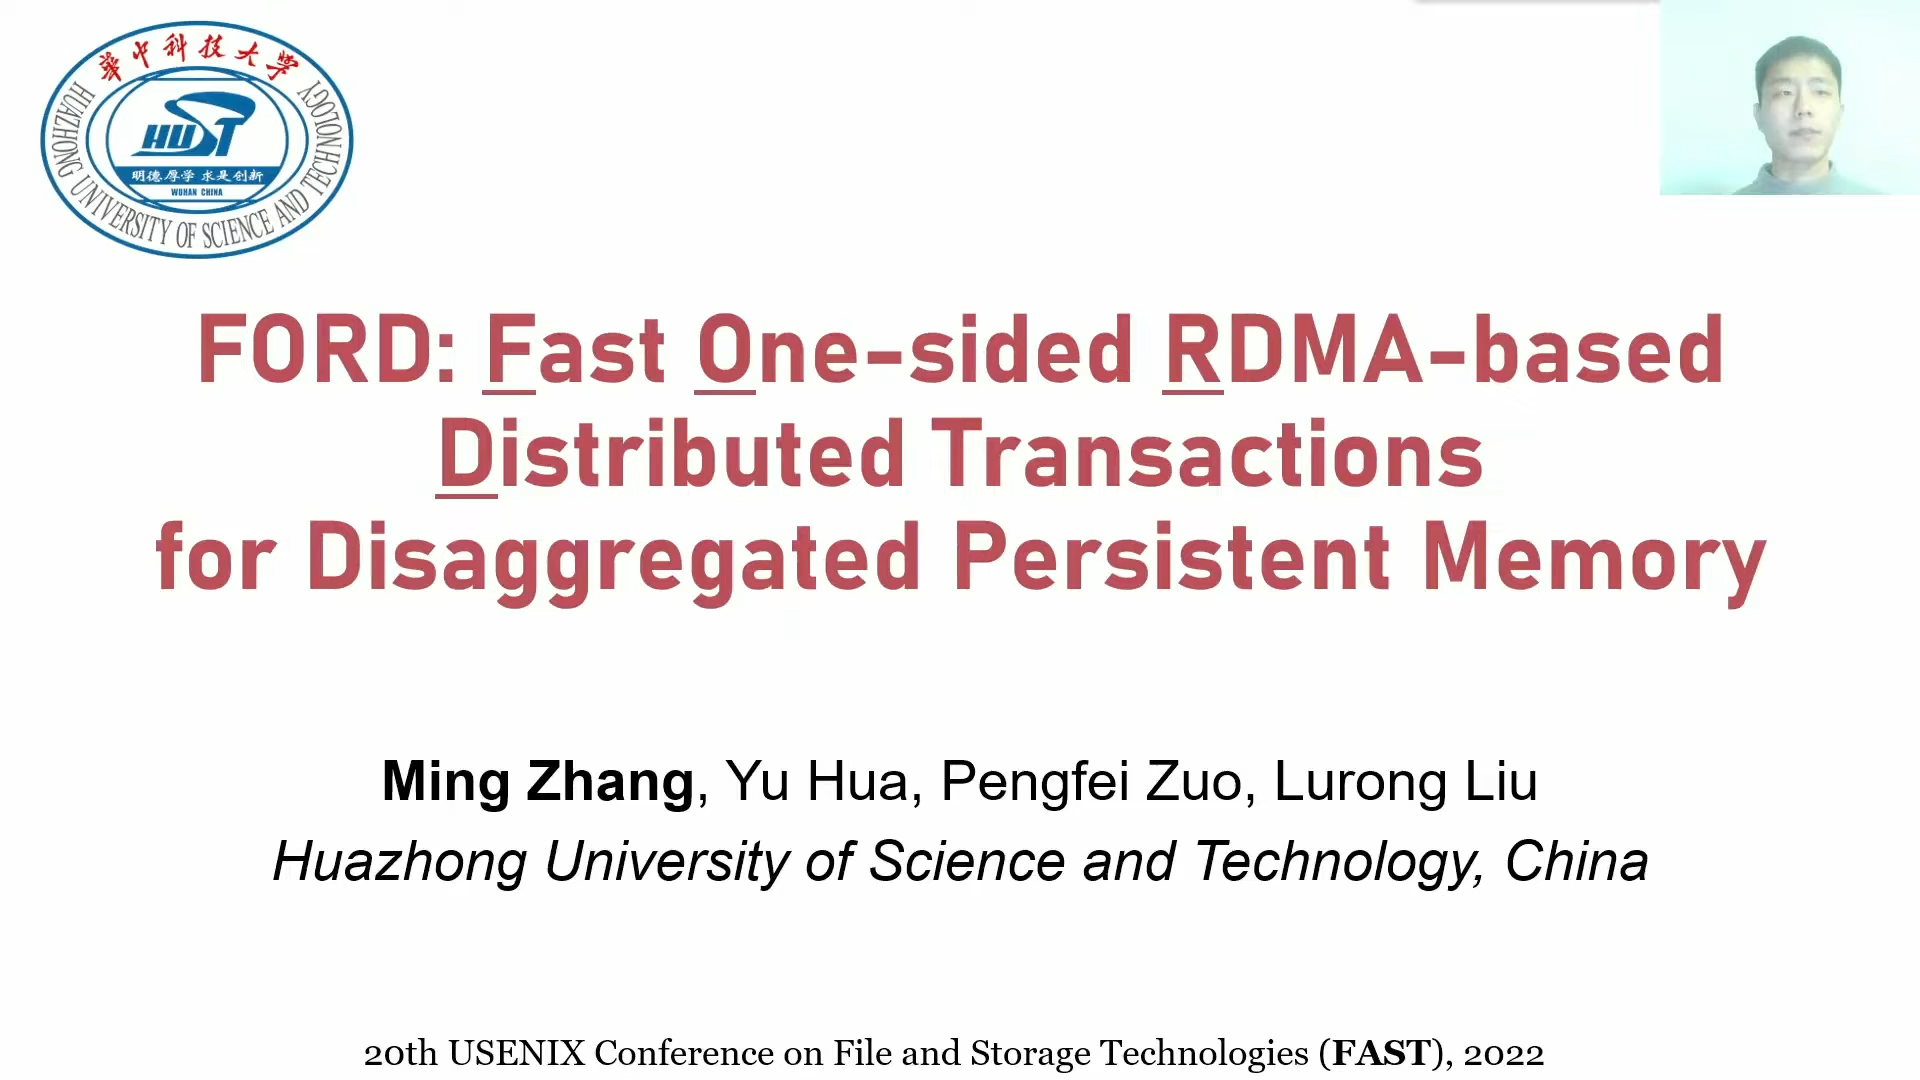 華中科技大学
HUAZHONG UNIVERSITY OF SCIENCE AND TECHNOLOGY
HUST
明德厚学 求是创新
WUHAN CHINA
FORD: Fast One-sided RDMA-based
Distributed Transactions
for Disaggregated Persistent Memory
Ming Zhang, Yu Hua, Pengfei Zuo, Lurong Liu
Huazhong University of Science and Technology, China
20th USENIX Conference on File and Storage Technologies (FAST), 2022